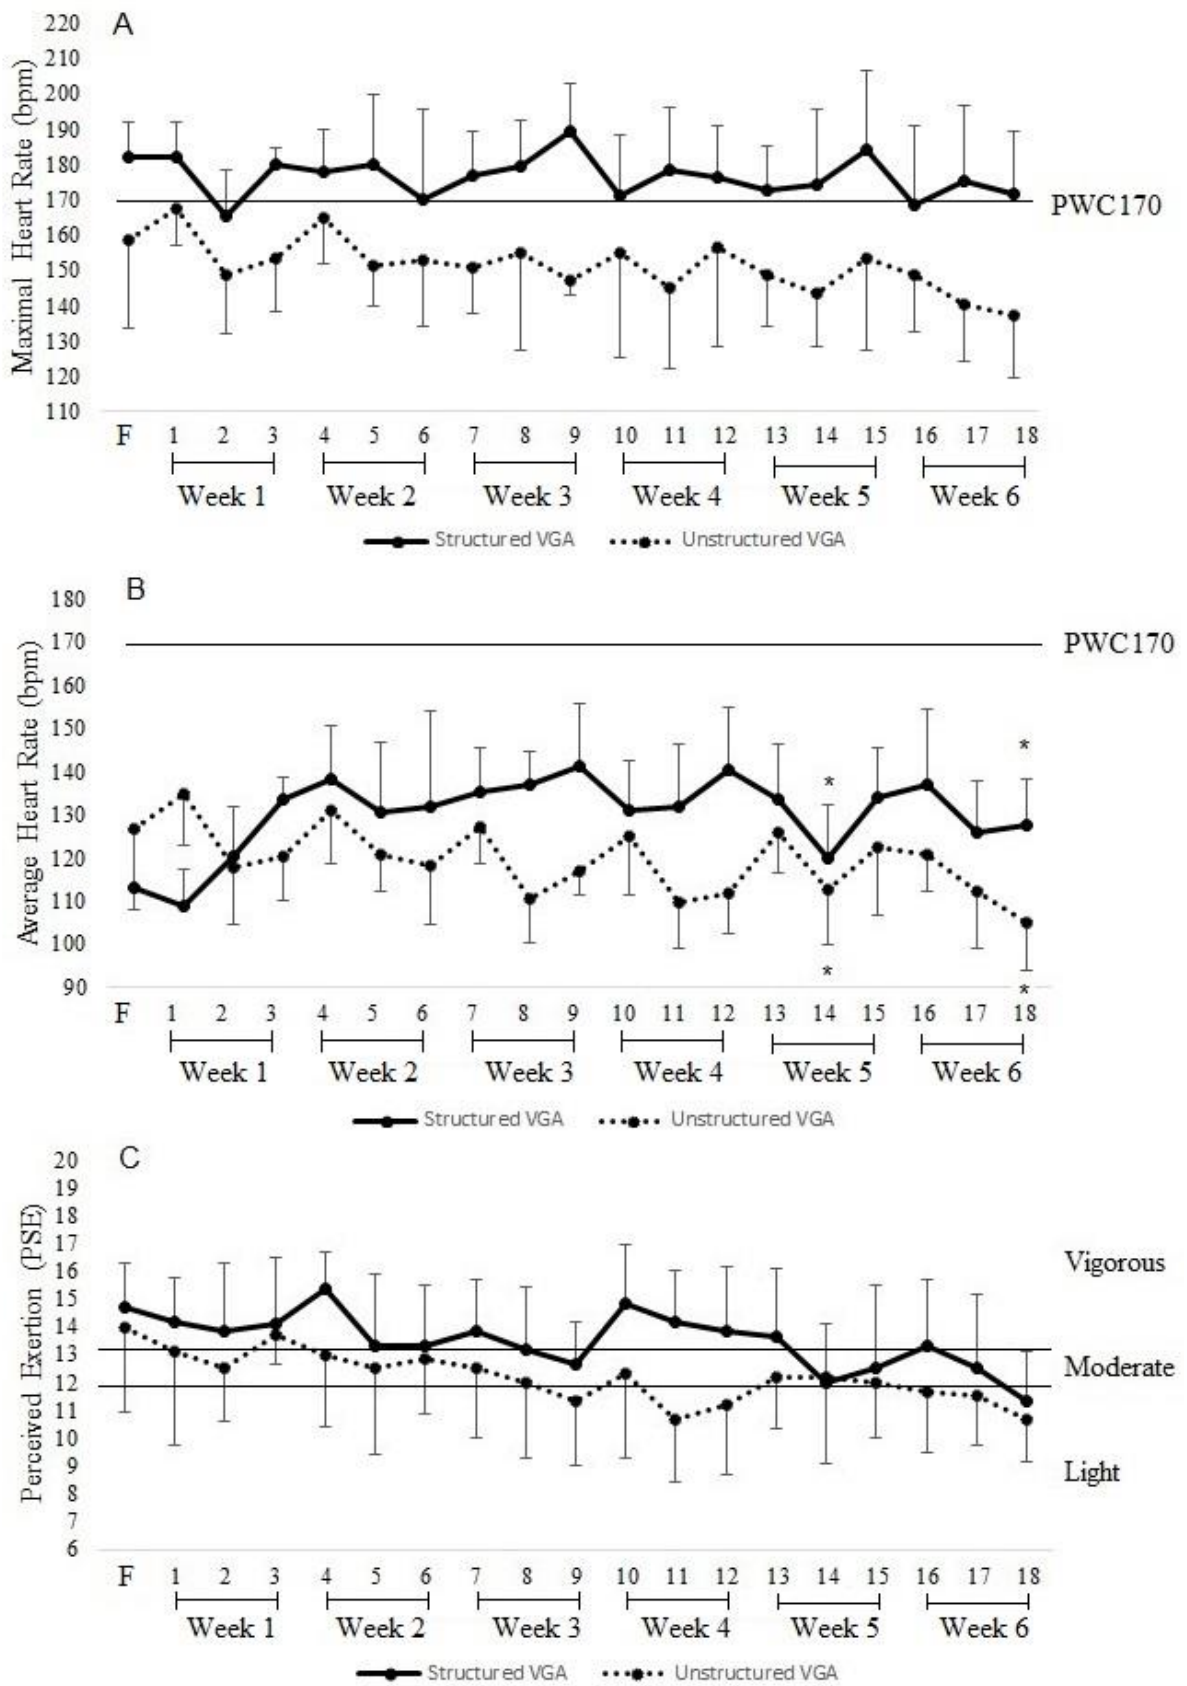 A
Maximal Heart Rate (bpm)
220
210
200
190
180
170
160
150
140
130
120
110
PWC170
F 1 2 3 4 5 6 7 8 9 10 11 12 13 14 15 16 17 18
Week 1 Week 2 Week 3 Week 4 Week 5 Week 6
Structured VGA Unstructured VGA
B
Average Heart Rate (bpm)
180
170
160
150
140
130
120
110
100
90
PWC170
*
*
*
*
F 1 2 3 4 5 6 7 8 9 10 11 12 13 14 15 16 17 18
Week 1 Week 2 Week 3 Week 4 Week 5 Week 6
Structured VGA Unstructured VGA
C
Perceived Exertion (PSE)
20
19
18
17
16
15
14
13
12
11
10
9
8
7
6
Vigorous
Moderate
Light
F 1 2 3 4 5 6 7 8 9 10 11 12 13 14 15 16 17 18
Week 1 Week 2 Week 3 Week 4 Week 5 Week 6
Structured VGA Unstructured VGA